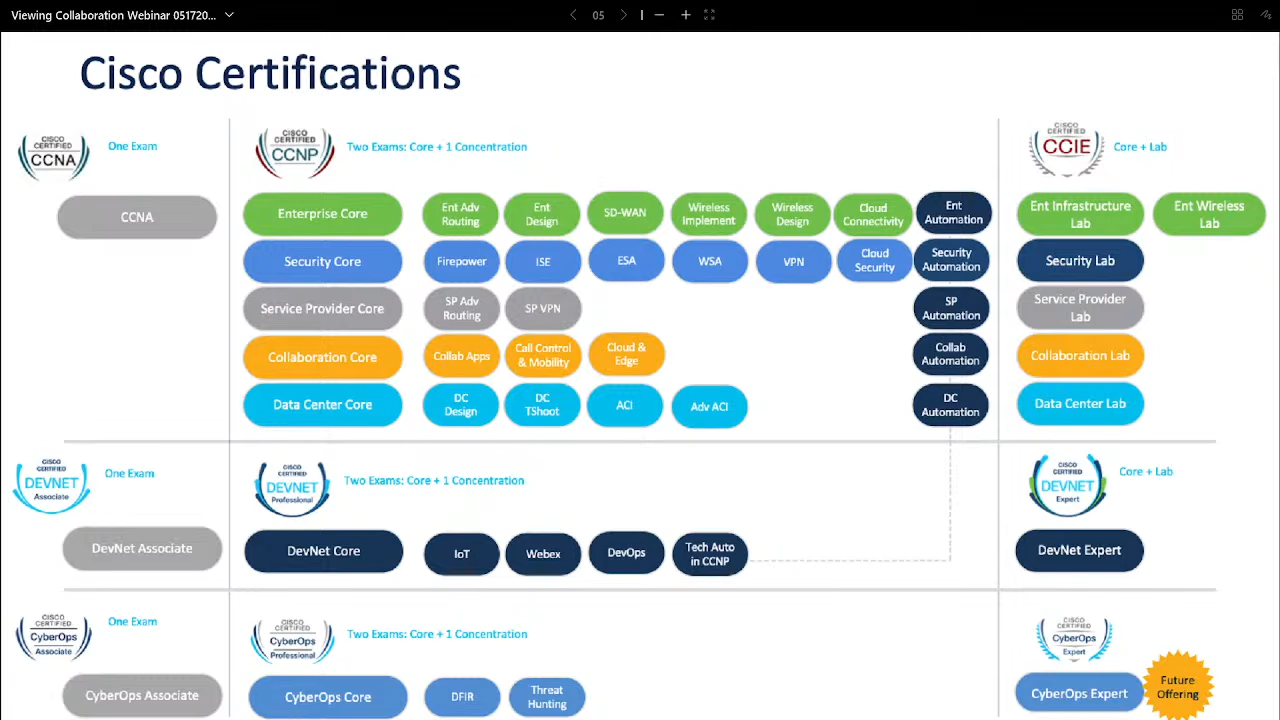 Viewing Collaboration Webinar 051720...
05
Cisco Certifications
CISCO
CERTIFIED
CCNA
One Exam
CISCO
CERTIFIED
CCNP
Two Exams: Core + 1 Concentration
CISCO
CERTIFIED
CCIE
Core + Lab
CCNA
Enterprise Core
Ent Adv
Routing
Ent
Design
SD-WAN
Wireless
Implement
Wireless
Design
Cloud
Connectivity
Ent
Automation
Ent Infrastructure
Lab
Ent Wireless
Lab
Security Core
Firepower
ISE
ESA
WSA
VPN
Cloud
Security
Security
Automation
Security Lab
Service Provider Core
SP Adv
Routing
SP VPN
SP
Automation
Service Provider
Lab
Collaboration Core
Collab Apps
Call Control
& Mobility
Cloud &
Edge
Collab
Automation
Collaboration Lab
Data Center Core
DC
Design
DC
TShoot
ACI
Adv ACI
DC
Automation
Data Center Lab
CISCO
CERTIFIED
DEVNET
Associate
One Exam
CISCO
CERTIFIED
DEVNET
Professional
Two Exams: Core + 1 Concentration
CISCO
CERTIFIED
DEVNET
Expert
Core + Lab
DevNet Associate
DevNet Core
IoT
Webex
DevOps
Tech Auto
in CCNP
DevNet Expert
CISCO
CERTIFIED
CyberOps
Associate
One Exam
CISCO
CERTIFIED
CyberOps
Professional
Two Exams: Core + 1 Concentration
CISCO
CERTIFIED
CyberOps
Expert
CyberOps Associate
CyberOps Core
DFIR
Threat
Hunting
CyberOps Expert
Future
Offering